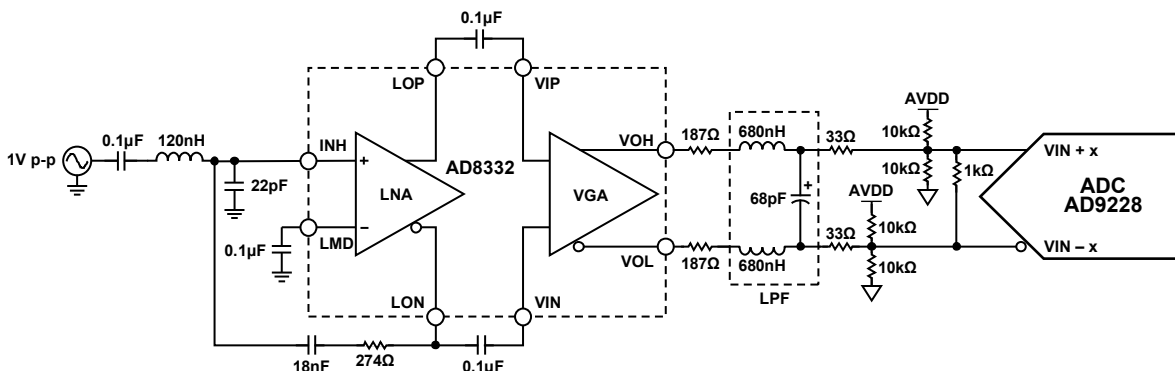 0.1µF
LOP
VIP
AVDD
1V p-p
0.1µF
120nH
INH
AD8332
VOH
187Ω
680nH
33Ω
10kΩ
10kΩ
1kΩ
VIN + x
22pF
LNA
VGA
68pF
+
AVDD
ADC
AD9228
0.1µF
LMD
+
–
VOL
187Ω
680nH
33Ω
10kΩ
10kΩ
VIN – x
LON
VIN
LPF
18nF
274Ω
0.1µF